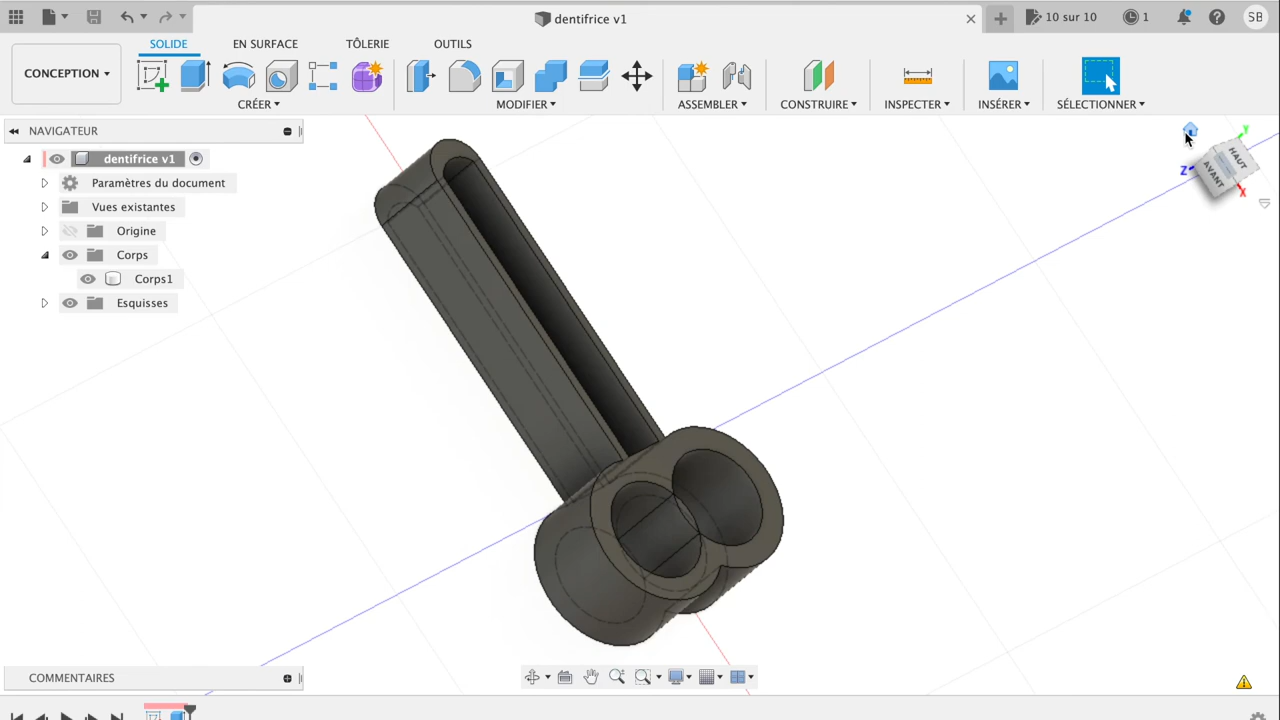 dentifrice v1
10 sur 10
1
SB
CONCEPTION
SOLIDE
EN SURFACE
TÔLERIE
OUTILS
CRÉER
MODIFIER
ASSEMBLER
CONSTRUIRE
INSPECTER
INSÉRER
SÉLECTIONNER
NAVIGATEUR
dentifrice v1
Paramètres du document
Vues existantes
Origine
Corps
Corps1
Esquisses
Y
Z
X
HAUT
AVANT
COMMENTAIRES